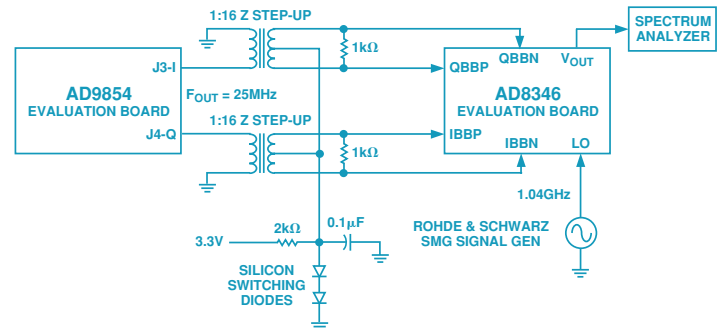 1:16 Z STEP-UP
1kΩ
QBBN
V_OUT
SPECTRUM
ANALYZER
J3-I
QBBP
AD9854
EVALUATION BOARD
F_OUT = 25MHz
AD8346
EVALUATION BOARD
1:16 Z STEP-UP
J4-Q
IBBP
1kΩ
IBBN
LO
1.04GHz
2kΩ
0.1μF
3.3V
ROHDE & SCHWARZ
SMG SIGNAL GEN
SILICON
SWITCHING
DIODES